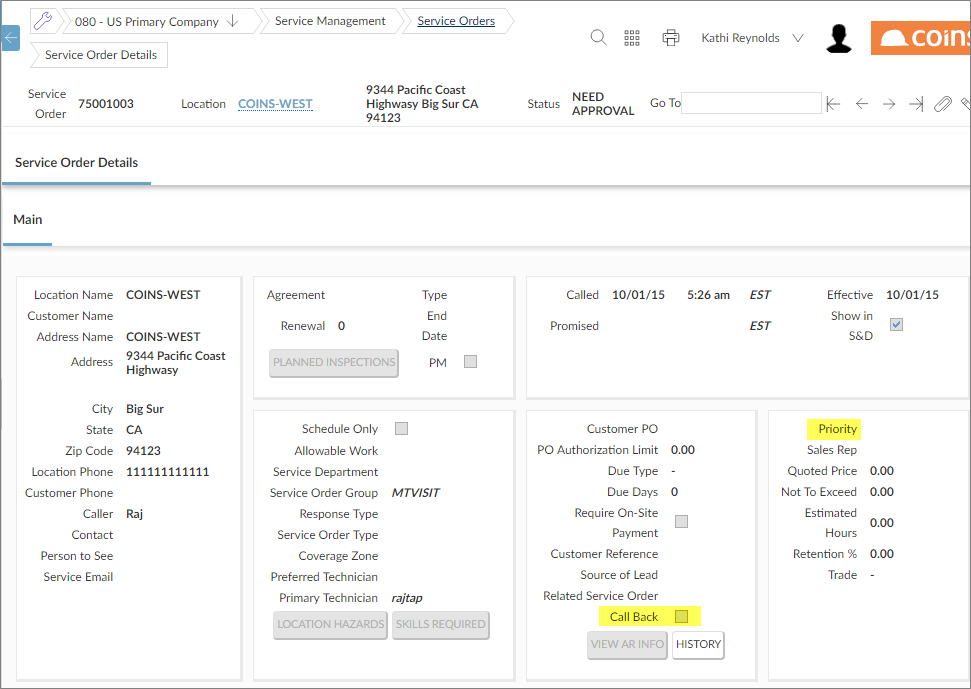 080 - US Primary Company
Service Management
Service Orders
Kathi Reynolds
coins
Service Order Details
Service
Order
75001003
Location
COINS-WEST
9344 Pacific Coast
Highwasy Big Sur CA
94123
Status
NEED
APPROVAL
Go To
Service Order Details
Main
Location Name COINS-WEST
Customer Name
Address Name COINS-WEST
Address 9344 Pacific Coast
Highwasy
City Big Sur
State CA
Zip Code 94123
Location Phone 111111111111
Customer Phone
Caller Raj
Contact
Person to See
Service Email
Agreement
Renewal 0
PLANNED INSPECTIONS
Type
End
Date
PM
Called 10/01/15 5:26 am EST
Promised EST
Effective 10/01/15
Show in
S&D
Schedule Only
Allowable Work
Service Department
Service Order Group MTVISIT
Response Type
Service Order Type
Coverage Zone
Preferred Technician
Primary Technician rajtap
LOCATION HAZARDS SKILLS REQUIRED
Customer PO
PO Authorization Limit 0.00
Due Type -
Due Days 0
Require On-Site
Payment
Customer Reference
Source of Lead
Related Service Order
Call Back
VIEW AR INFO HISTORY
Priority
Sales Rep
Quoted Price 0.00
Not To Exceed 0.00
Estimated
Hours 0.00
Retention % 0.00
Trade -